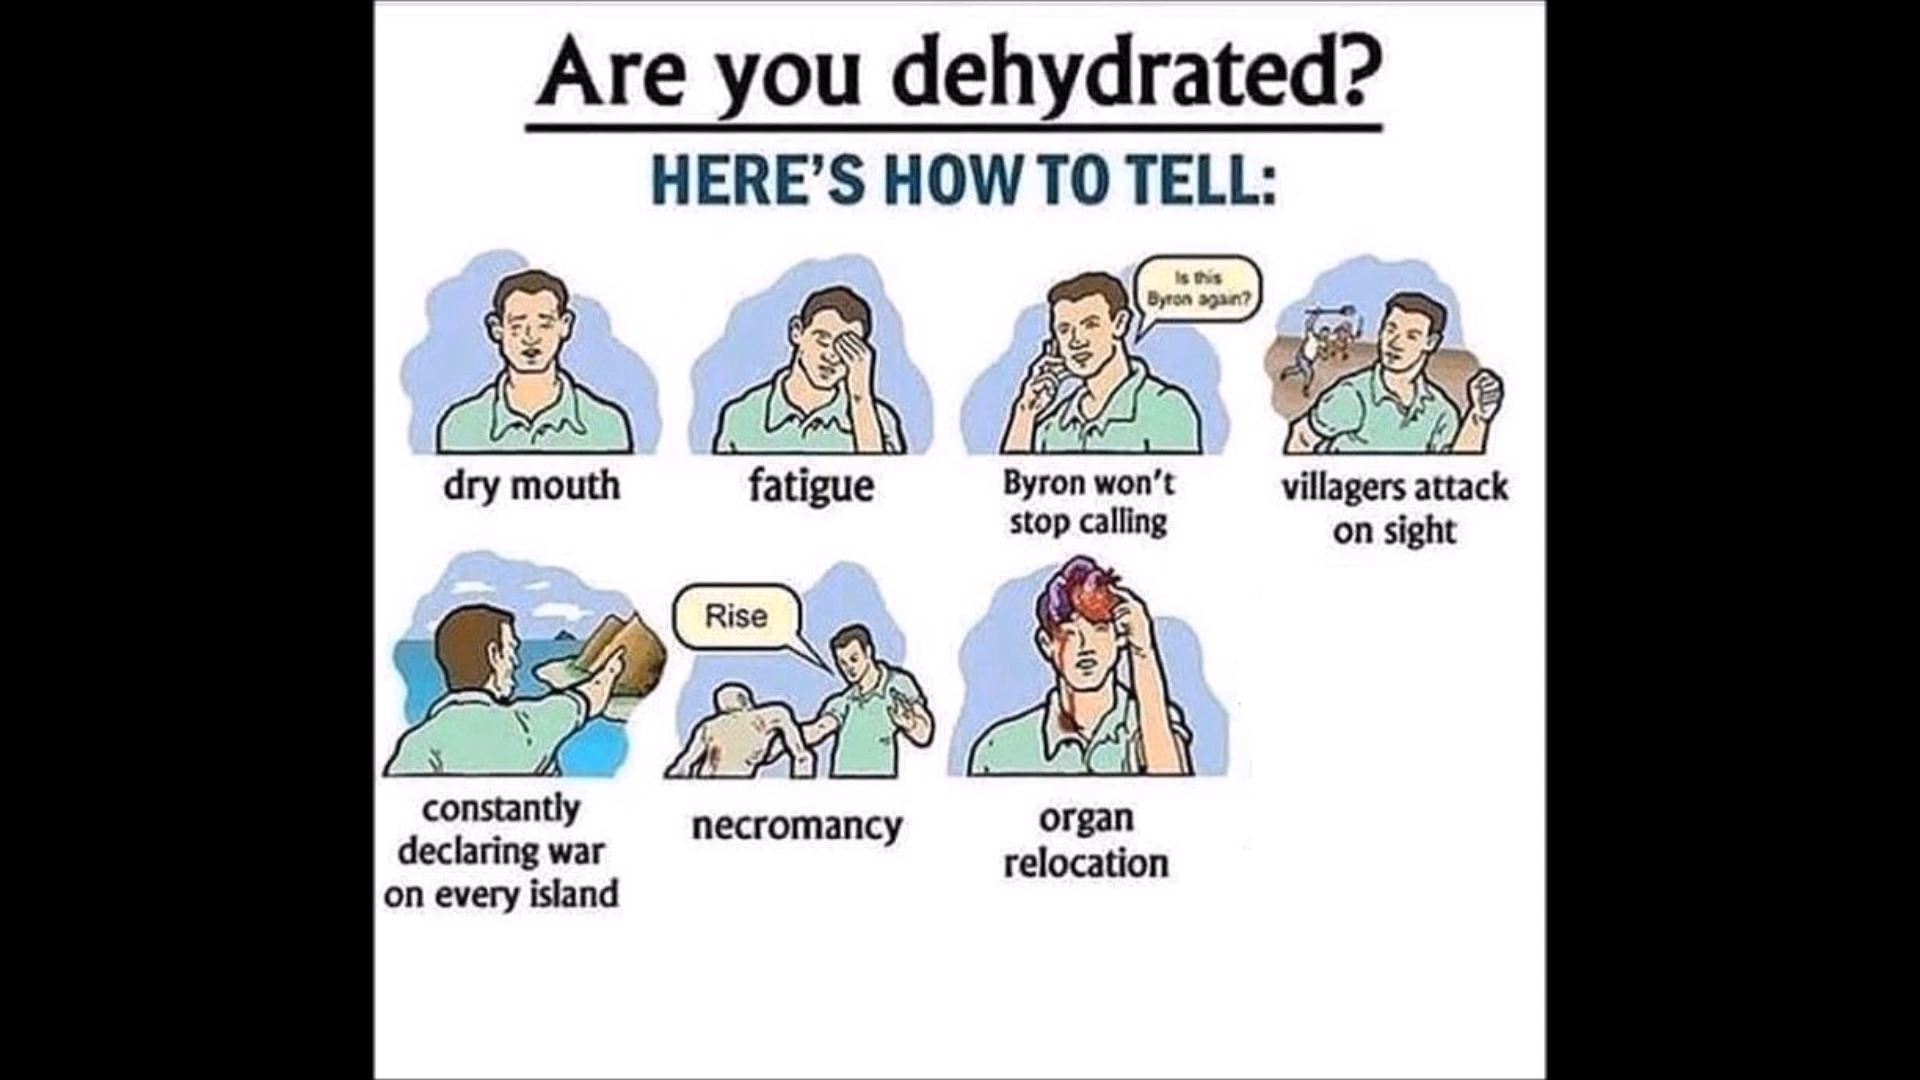 Are you dehydrated?
HERE'S HOW TO TELL:
dry mouth
fatigue
Is this
Byron again?
Byron won't
stop calling
villagers attack
on sight
constantly
declaring war
on every island
Rise
necromancy
organ
relocation